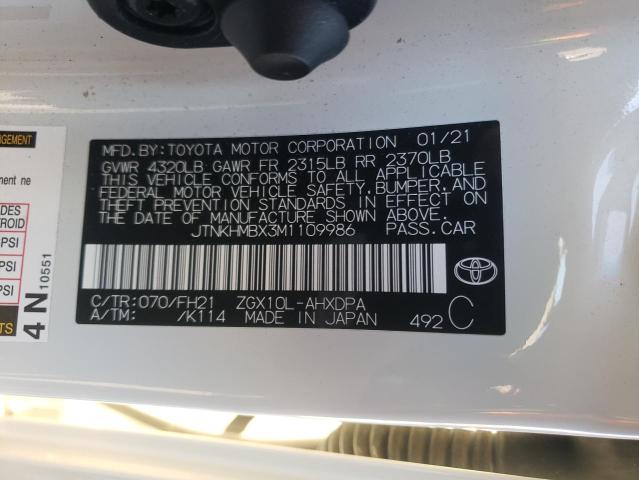 MFD.BY:TOYOTA MOTOR CORPORATION 01/21
GVWR 4320LB GAWR FR 2315LB RR 2370LB
THIS VEHICLE CONFORMS TO ALL APPLICABLE
FEDERAL MOTOR VEHICLE SAFETY,BUMPER,AND
THEFT PREVENTION STANDARDS IN EFFECT ON
THE DATE OF MANUFACTURE SHOWN ABOVE.
JTNKHMBX3M1109986 PASS.CAR
C/TR:070/FH21 ZGX10L-AHXDPA
A/TM: /K114 MADE IN JAPAN 492 C
ment ne
PSI
PSI
4N 10551